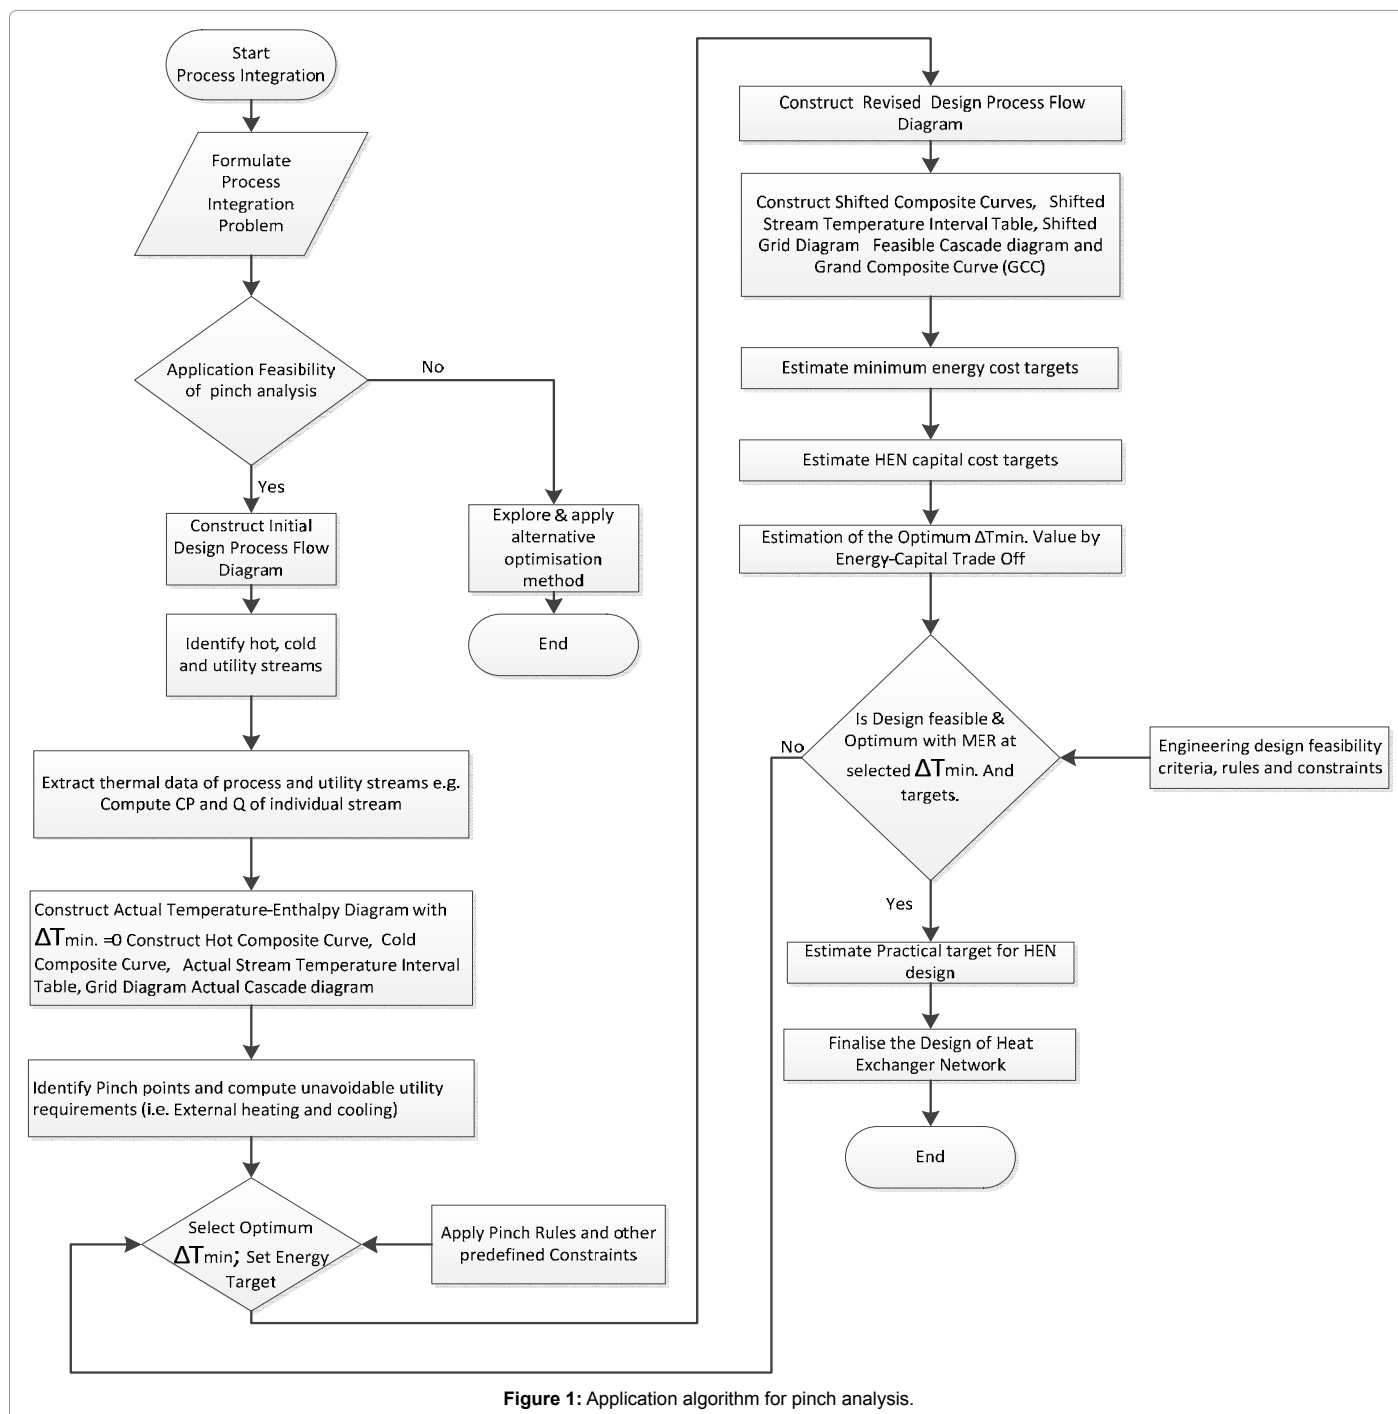 Start
Process Integration
Formulate
Process
Integration
Problem
Application Feasibility
of pinch analysis
No
Yes
Construct Initial
Design Process Flow
Diagram
Explore & apply
alternative
optimisation
method
End
Identify hot, cold
and utility streams
Extract thermal data of process and utility streams e.g.
Compute CP and Q of individual stream
Construct Actual Temperature-Enthalpy Diagram with
ΔTmin. =0 Construct Hot Composite Curve, Cold
Composite Curve, Actual Stream Temperature Interval
Table, Grid Diagram Actual Cascade diagram
Identify Pinch points and compute unavoidable utility
requirements (i.e. External heating and cooling)
Select Optimum
ΔTmin; Set Energy
Target
Apply Pinch Rules and other
predefined Constraints
Construct Revised Design Process Flow
Diagram
Construct Shifted Composite Curves, Shifted
Stream Temperature Interval Table, Shifted
Grid Diagram Feasible Cascade diagram and
Grand Composite Curve (GCC)
Estimate minimum energy cost targets
Estimate HEN capital cost targets
Estimation of the Optimum ΔTmin. Value by
Energy-Capital Trade Off
Is Design feasible &
Optimum with MER at
selected ΔTmin. And
targets.
No
Engineering design feasibility
criteria, rules and constraints
Yes
Estimate Practical target for HEN
design
Finalise the Design of Heat
Exchanger Network
End
Figure 1: Application algorithm for pinch analysis.